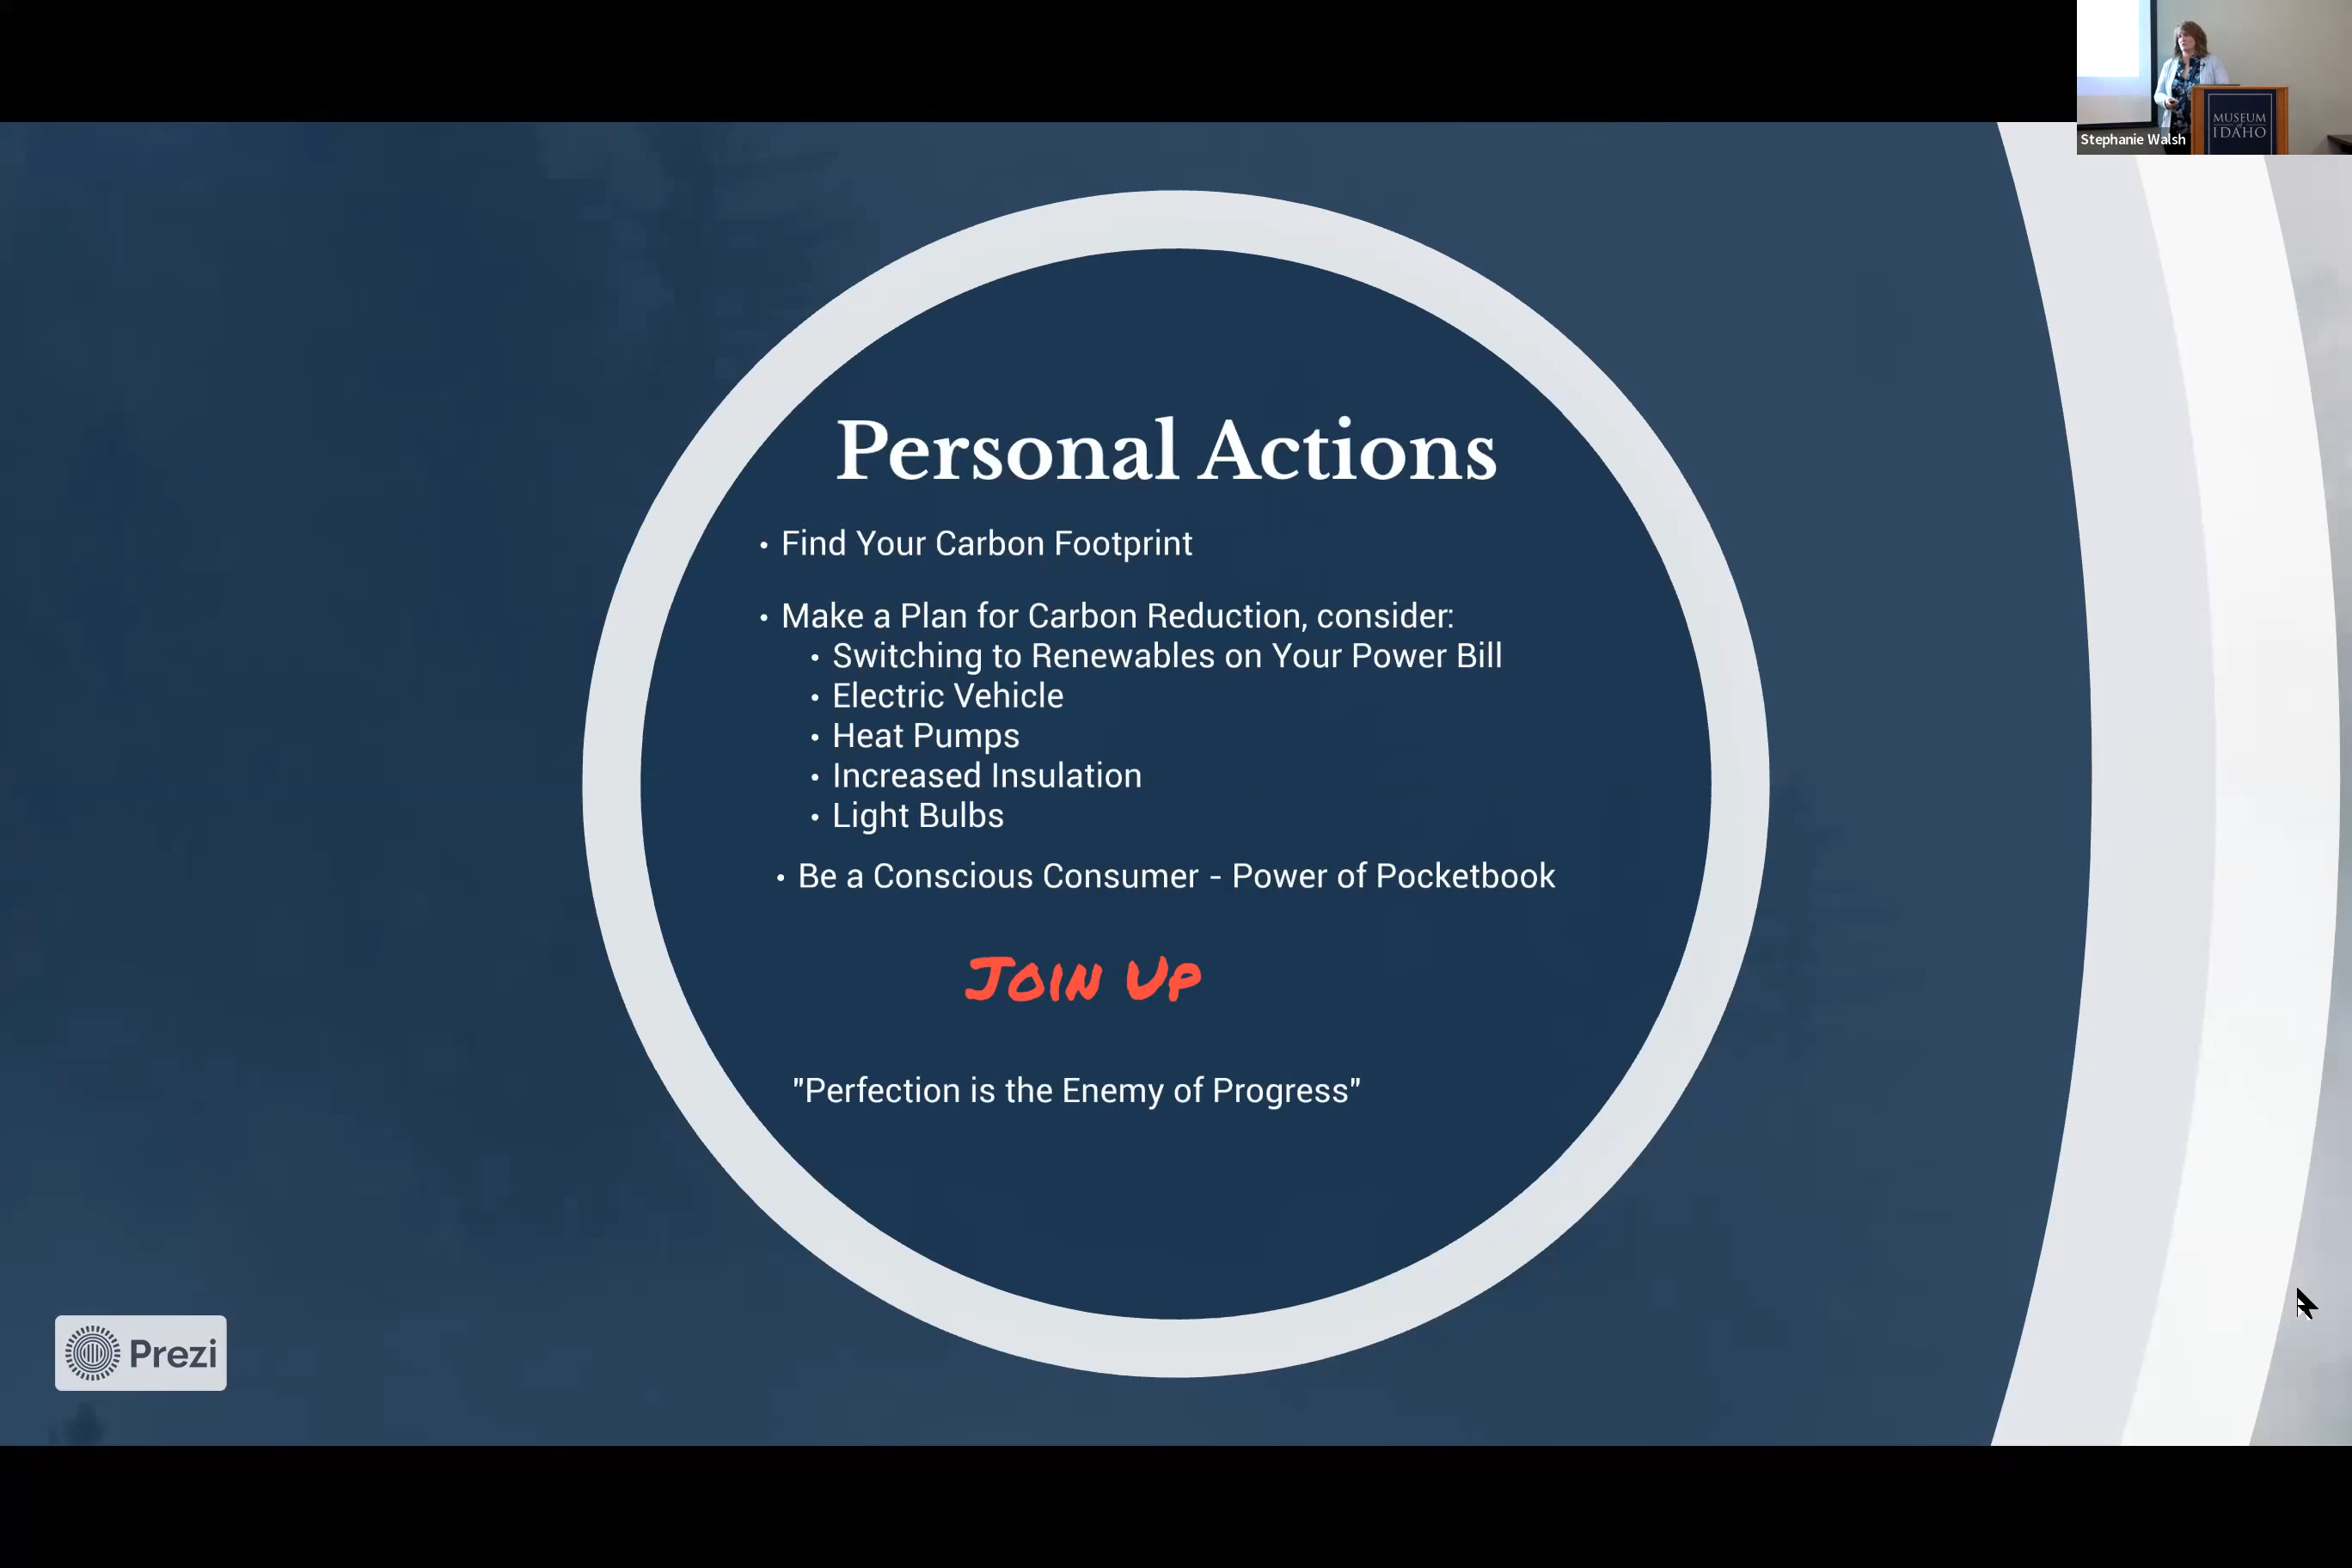 MUSEUM
of
IDAHO
Stephanie Walsh
Personal Actions
• Find Your Carbon Footprint
• Make a Plan for Carbon Reduction, consider:
• Switching to Renewables on Your Power Bill
• Electric Vehicle
• Heat Pumps
• Increased Insulation
• Light Bulbs
• Be a Conscious Consumer - Power of Pocketbook
Join Up
"Perfection is the Enemy of Progress"
Prezi